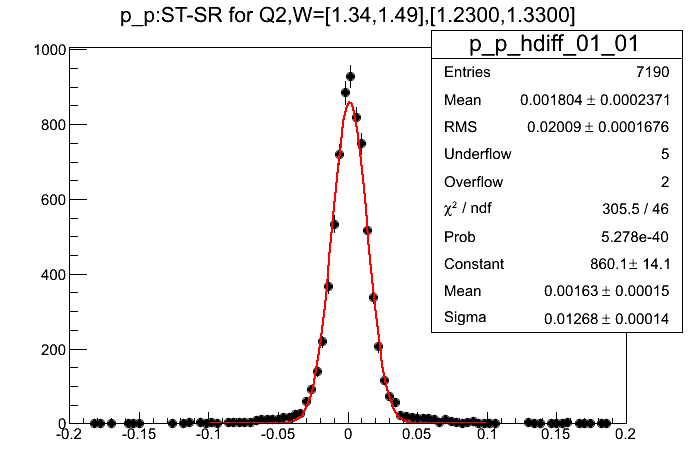 p_p:ST-SR for Q2,W=[1.34,1.49],[1.2300,1.3300]
p_p_hdiff_01_01
Entries 7190
Mean 0.001804 ± 0.0002371
RMS 0.02009 ± 0.0001676
Underflow 5
Overflow 2
χ² / ndf 305.5 / 46
Prob 5.278e-40
Constant 860.1 ± 14.1
Mean 0.00163 ± 0.00015
Sigma 0.01268 ± 0.00014
1000
800
600
400
200
0
-0.2 -0.15 -0.1 -0.05 0 0.05 0.1 0.15 0.2